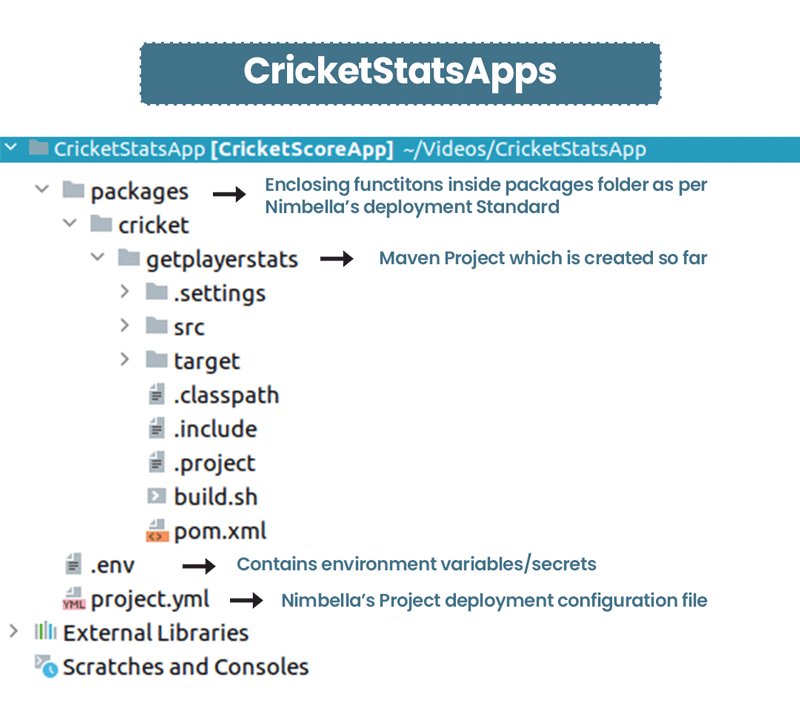 CricketStatsApps
CricketStatsApp [CricketScoreApp] ~/Videos/CricketStatsApp
packages
Enclosing functitons inside packages folder as per
Nimbella's deployment Standard
cricket
getplayerstats
Maven Project which is created so far
.settings
src
target
.classpath
.include
.project
build.sh
pom.xml
.env
Contains environment variables/secrets
YML
project.yml
Nimbella's Project deployment configuration file
External Libraries
Scratches and Consoles